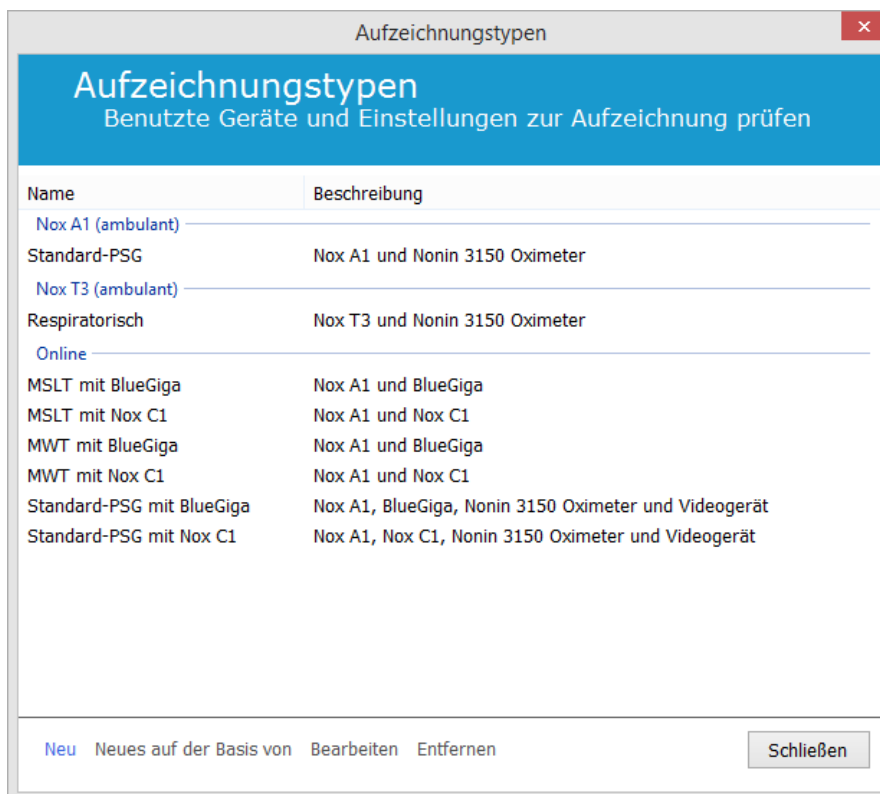 Aufzeichnungstypen
Aufzeichnungstypen
Benutzte Geräte und Einstellungen zur Aufzeichnung prüfen
Name Beschreibung
Nox A1 (ambulant)
Standard-PSG Nox A1 und Nonin 3150 Oximeter
Nox T3 (ambulant)
Respiratorisch Nox T3 und Nonin 3150 Oximeter
Online
MSLT mit BlueGiga Nox A1 und BlueGiga
MSLT mit Nox C1 Nox A1 und Nox C1
MWT mit BlueGiga Nox A1 und BlueGiga
MWT mit Nox C1 Nox A1 und Nox C1
Standard-PSG mit BlueGiga Nox A1, BlueGiga, Nonin 3150 Oximeter und Videogerät
Standard-PSG mit Nox C1 Nox A1, Nox C1, Nonin 3150 Oximeter und Videogerät
Neu Neues auf der Basis von Bearbeiten Entfernen Schließen